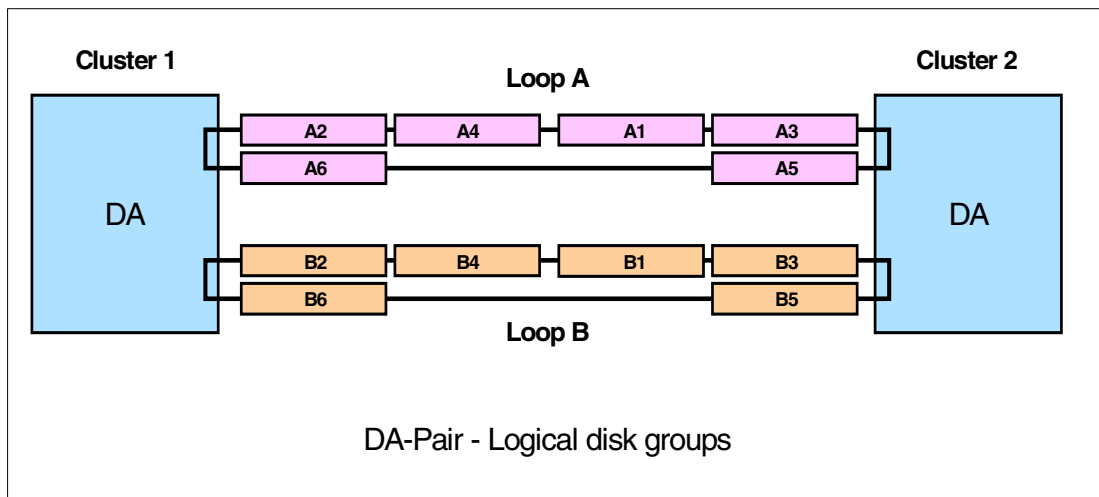 Cluster 1
Cluster 2
Loop A
A2 A4 A1 A3
A6 A5
DA DA
B2 B4 B1 B3
B6 B5
Loop B
DA-Pair - Logical disk groups